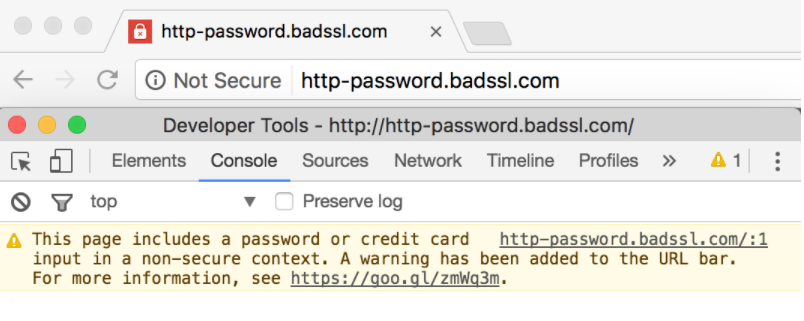 http-password.badssl.com
Not Secure http-password.badssl.com
Developer Tools - http://http-password.badssl.com/
Elements Console Sources Network Timeline Profiles » 1
top Preserve log
This page includes a password or credit card http-password.badssl.com/:1
input in a non-secure context. A warning has been added to the URL bar.
For more information, see https://goo.gl/zmWq3m.